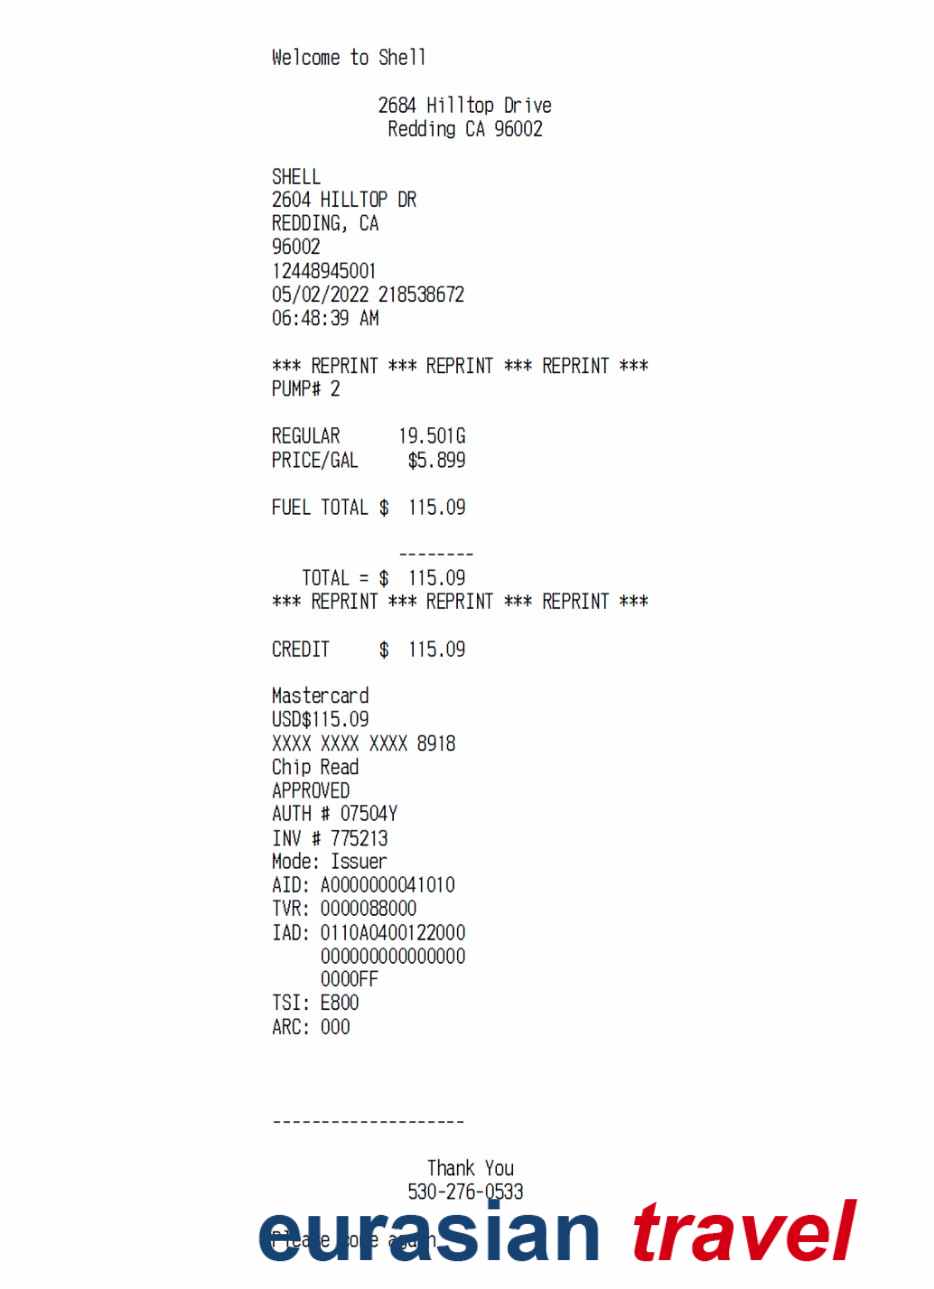 Welcome to Shell
2684 Hilltop Drive
Redding CA 96002
SHELL
2604 HILLTOP DR
REDDING, CA
96002
12448945001
05/02/2022 218538672
06:48:39 AM
*** REPRINT *** REPRINT *** REPRINT ***
PUMP# 2
REGULAR 19.501G
PRICE/GAL $5.899
FUEL TOTAL $ 115.09
--------
TOTAL = $ 115.09
*** REPRINT *** REPRINT *** REPRINT ***
CREDIT $ 115.09
Mastercard
USD$115.09
XXXX XXXX XXXX 8918
Chip Read
APPROVED
AUTH # 07504Y
INV # 775213
Mode: Issuer
AID: A0000000041010
TVR: 0000088000
IAD: 0110A0400122000
000000000000000
0000FF
TSI: E800
ARC: 000
--------------------
Thank You
530-276-0533
eurasian travel
Please come again